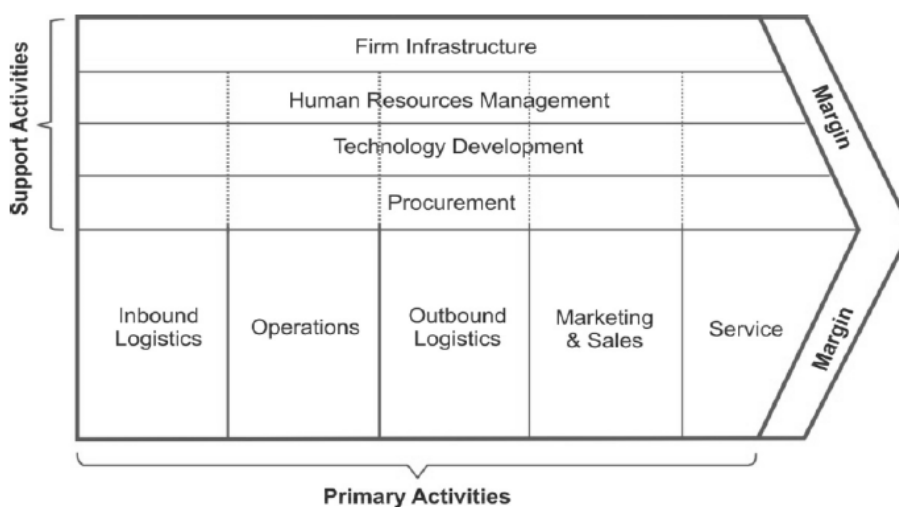 Support Activities
Firm Infrastructure
Human Resources Management
Technology Development
Procurement
Margin
Inbound
Logistics
Operations
Outbound
Logistics
Marketing
& Sales
Service
Margin
Primary Activities